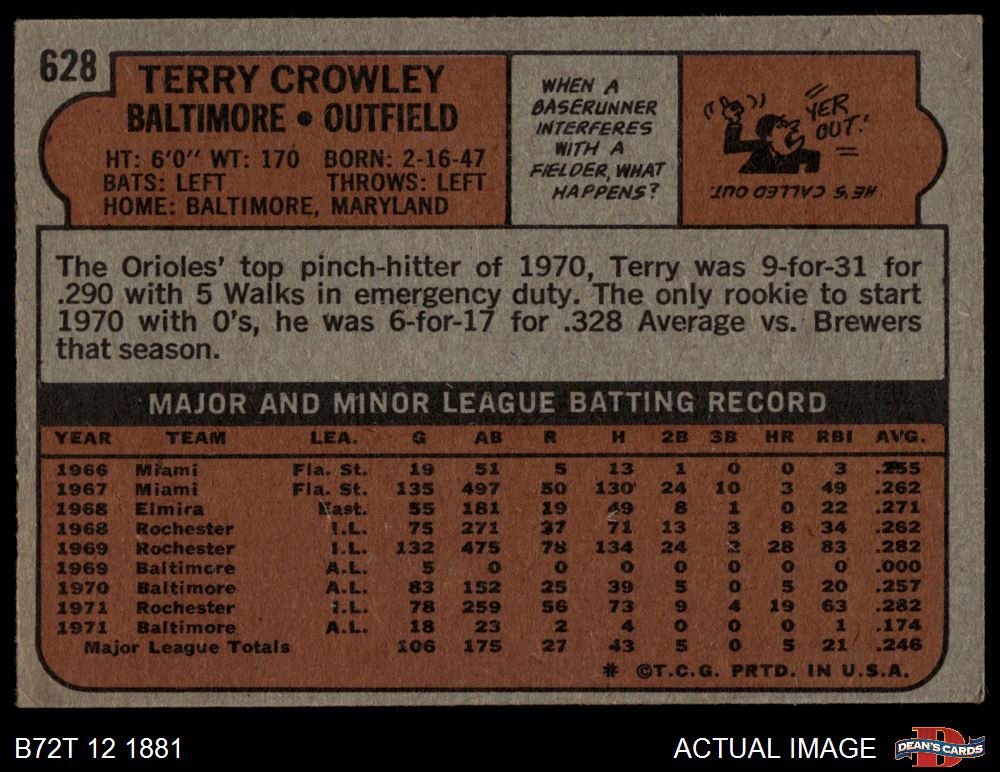 628
TERRY CROWLEY
BALTIMORE • OUTFIELD
HT: 6'0" WT: 170 BORN: 2-16-47
BATS: LEFT THROWS: LEFT
HOME: BALTIMORE, MARYLAND
WHEN A
BASERUNNER
INTERFERES
WITH A
FIELDER, WHAT
HAPPENS?
YER
OUT!
HE'S CALLED OUT.
The Orioles' top pinch-hitter of 1970, Terry was 9-for-31 for
.290 with 5 Walks in emergency duty. The only rookie to start
1970 with O's, he was 6-for-17 for .328 Average vs. Brewers
that season.
MAJOR AND MINOR LEAGUE BATTING RECORD
YEAR TEAM LEA. G AB R H 2B 3B HR RBI AVG.
1966 Miami Fla. St. 19 51 5 13 1 0 0 3 .255
1967 Miami Fla. St. 135 497 50 130 24 10 3 49 .262
1968 Elmira East. 55 181 19 49 8 1 0 22 .271
1968 Rochester I.L. 75 271 37 71 13 3 8 34 .262
1969 Rochester I.L. 132 475 78 134 24 2 28 83 .282
1969 Baltimore A.L. 5 0 0 0 0 0 0 0 .000
1970 Baltimore A.L. 83 152 25 39 5 0 5 20 .257
1971 Rochester I.L. 78 259 56 73 9 4 19 63 .282
1971 Baltimore A.L. 18 23 2 4 0 0 0 1 .174
Major League Totals 106 175 27 43 5 0 5 21 .246
* ©T.C.G. PRTD. IN U.S.A.
B72T 12 1881
ACTUAL IMAGE
DEAN'S CARDS